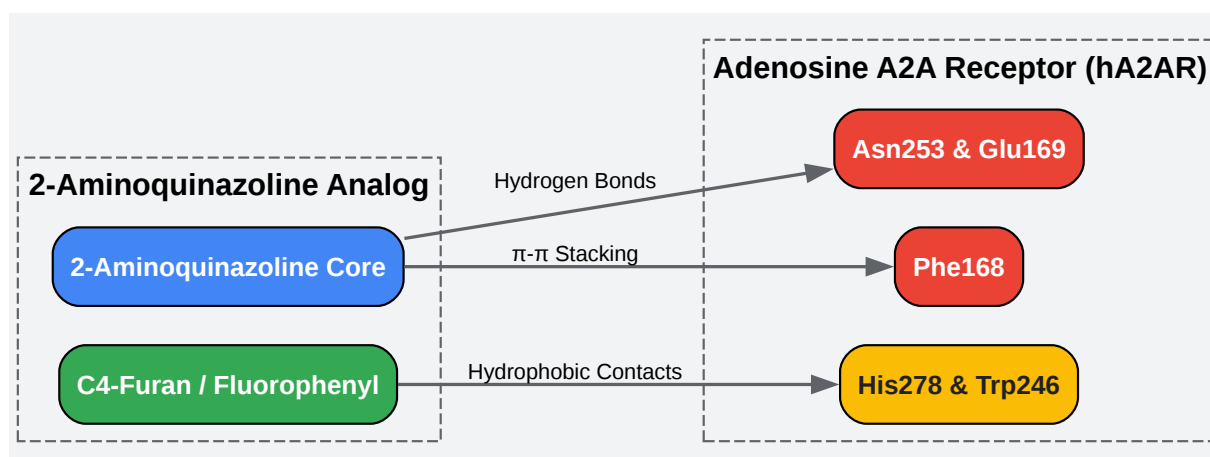 Adenosine A2A Receptor (hA2AR)
Asn253 & Glu169
2-Aminoquinazoline Analog
Hydrogen Bonds
2-Aminoquinazoline Core
π-π Stacking
Phe168
C4-Furan / Fluorophenyl
Hydrophobic Contacts
His278 & Trp246